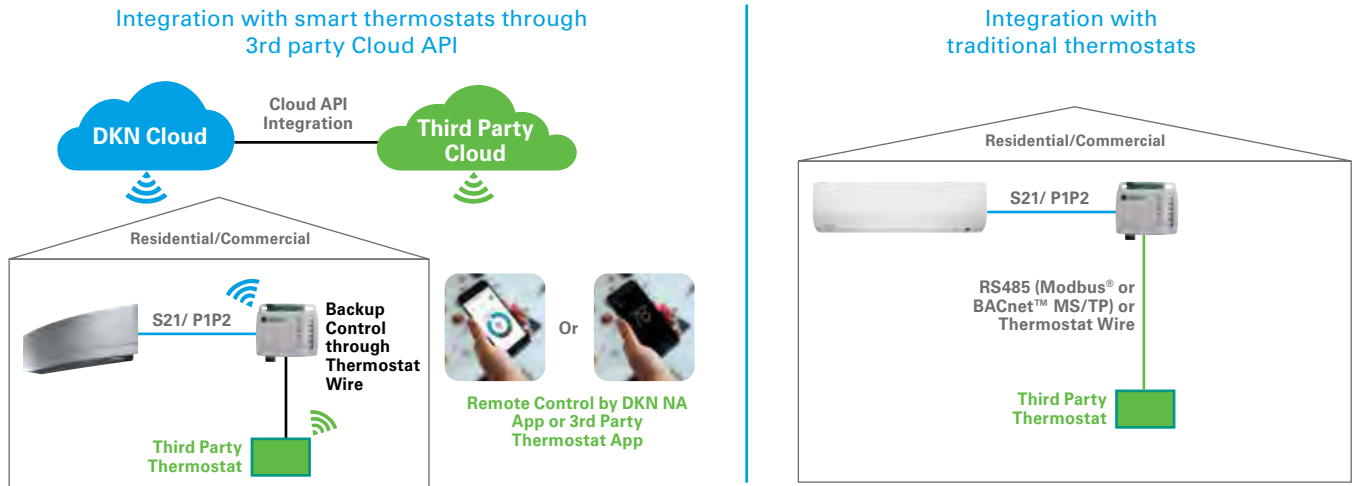 Integration with smart thermostats through
3rd party Cloud API
DKN Cloud
Cloud API
Integration
Third Party
Cloud
Residential/Commercial
S21/ P1P2
Backup
Control
through
Thermostat
Wire
Third Party
Thermostat
Or
Remote Control by DKN NA
App or 3rd Party
Thermostat App
Integration with
traditional thermostats
Residential/Commercial
S21/ P1P2
RS485 (Modbus® or
BACnet™ MS/TP) or
Thermostat Wire
Third Party
Thermostat